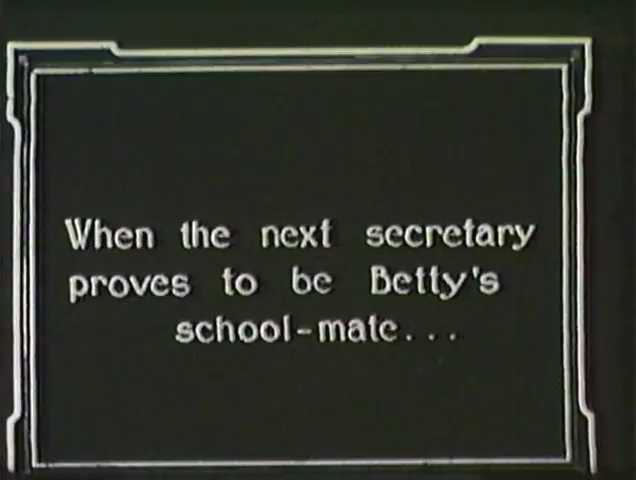 When the next secretary
proves to be Betty's
school-mate...